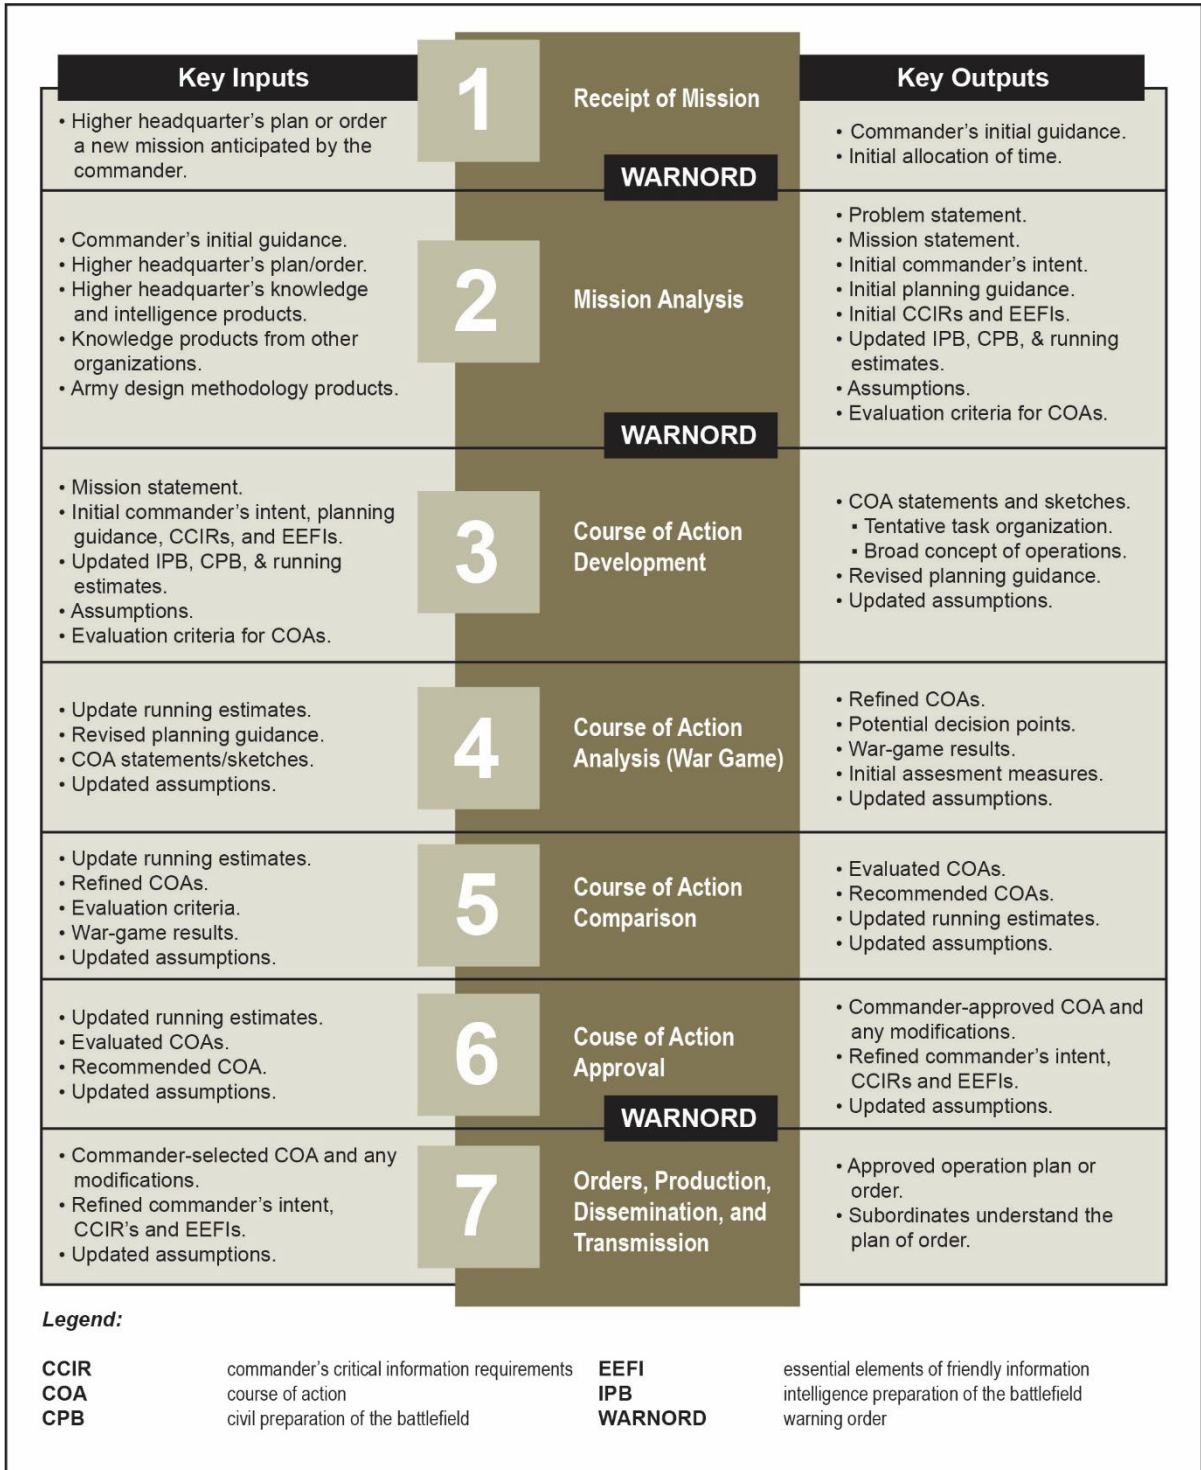 Key Inputs
Key Outputs
1
Receipt of Mission
• Higher headquarter’s plan or order
a new mission anticipated by the
commander.
• Commander’s initial guidance.
• Initial allocation of time.
WARNORD
• Commander’s initial guidance.
• Higher headquarter’s plan/order.
• Higher headquarter’s knowledge
and intelligence products.
• Knowledge products from other
organizations.
• Army design methodology products.
2
Mission Analysis
• Problem statement.
• Mission statement.
• Initial commander’s intent.
• Initial planning guidance.
• Initial CCIRs and EEFIs.
• Updated IPB, CPB, & running
estimates.
• Assumptions.
• Evaluation criteria for COAs.
WARNORD
• Mission statement.
• Initial commander’s intent, planning
guidance, CCIRs, and EEFIs.
• Updated IPB, CPB, & running
estimates.
• Assumptions.
• Evaluation criteria for COAs.
3
Course of Action
Development
• COA statements and sketches.
▪ Tentative task organization.
▪ Broad concept of operations.
• Revised planning guidance.
• Updated assumptions.
• Update running estimates.
• Revised planning guidance.
• COA statements/sketches.
• Updated assumptions.
4
Course of Action
Analysis (War Game)
• Refined COAs.
• Potential decision points.
• War-game results.
• Initial assesment measures.
• Updated assumptions.
• Update running estimates.
• Refined COAs.
• Evaluation criteria.
• War-game results.
• Updated assumptions.
5
Course of Action
Comparison
• Evaluated COAs.
• Recommended COAs.
• Updated running estimates.
• Updated assumptions.
• Updated running estimates.
• Evaluated COAs.
• Recommended COA.
• Updated assumptions.
6
Couse of Action
Approval
• Commander-approved COA and
any modifications.
• Refined commander’s intent,
CCIRs and EEFIs.
• Updated assumptions.
WARNORD
• Commander-selected COA and any
modifications.
• Refined commander’s intent,
CCIR’s and EEFIs.
• Updated assumptions.
7
Orders, Production,
Dissemination, and
Transmission
• Approved operation plan or
order.
• Subordinates understand the
plan of order.
Legend:
CCIR commander’s critical information requirements EEFI essential elements of friendly information
COA course of action IPB intelligence preparation of the battlefield
CPB civil preparation of the battlefield WARNORD warning order